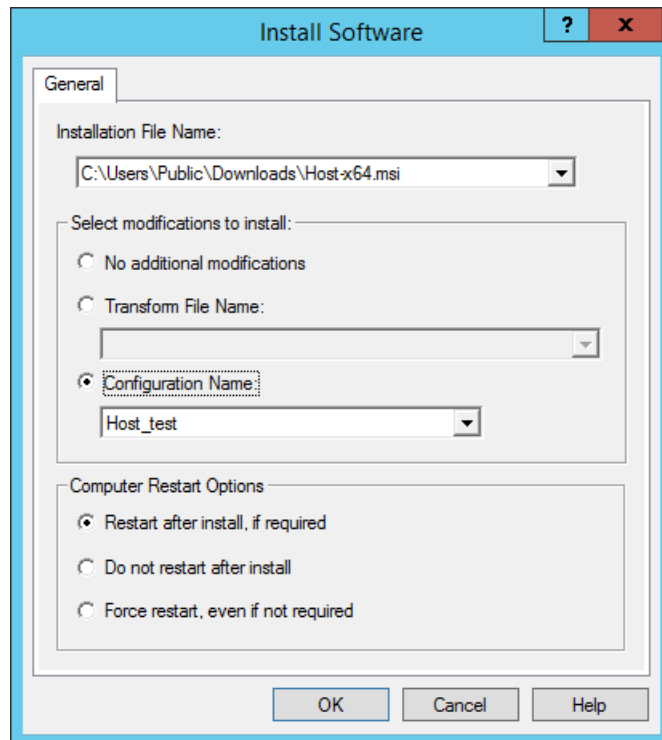 Install Software
?
x
General
Installation File Name:
C:\Users\Public\Downloads\Host-x64.msi
Select modifications to install:
No additional modifications
Transform File Name:
Configuration Name:
Host_test
Computer Restart Options
Restart after install, if required
Do not restart after install
Force restart, even if not required
OK
Cancel
Help